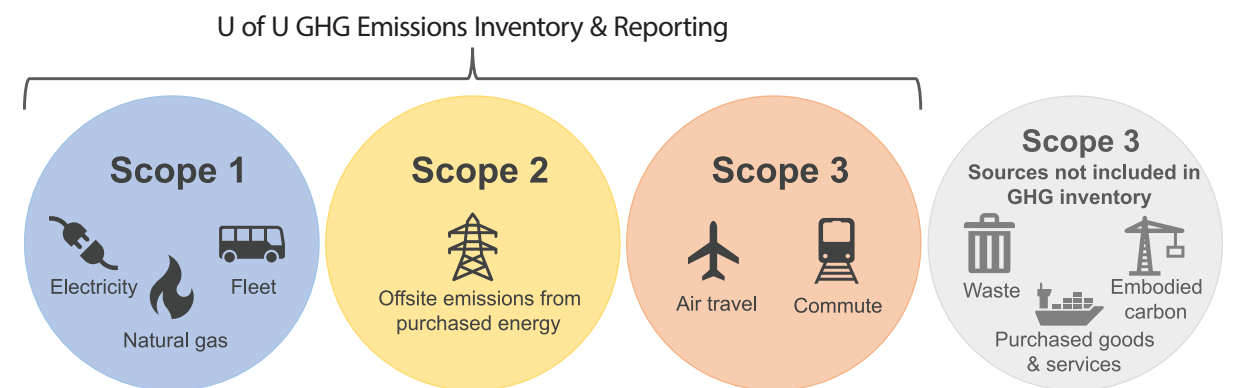 U of U GHG Emissions Inventory & Reporting
Scope 1
Electricity
Fleet
Natural gas
Scope 2
Offsite emissions from
purchased energy
Scope 3
Air travel
Commute
Scope 3
Sources not included in
GHG inventory
Waste
Embodied
carbon
Purchased goods
& services